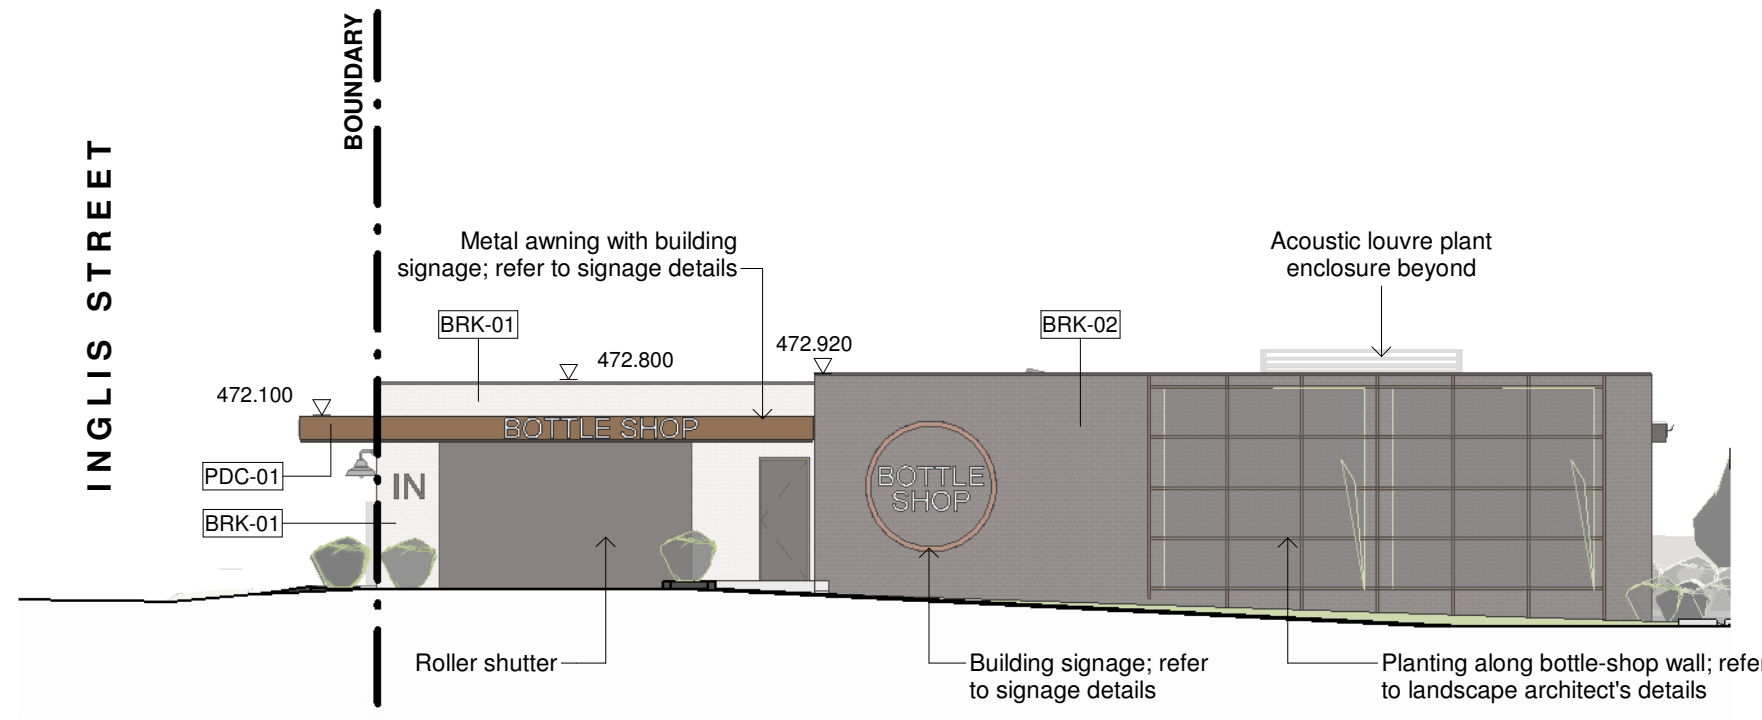 BOUNDARY
INGLIS STREET
Metal awning with building
signage; refer to signage details
Acoustic louvre plant
enclosure beyond
BRK-01
BRK-02
472.800
472.920
472.100
BOTTLE SHOP
PDC-01
IN
BOTTLE
SHOP
BRK-01
Roller shutter
Building signage; refer
to signage details
Planting along bottle-shop wall; refer
to landscape architect's details